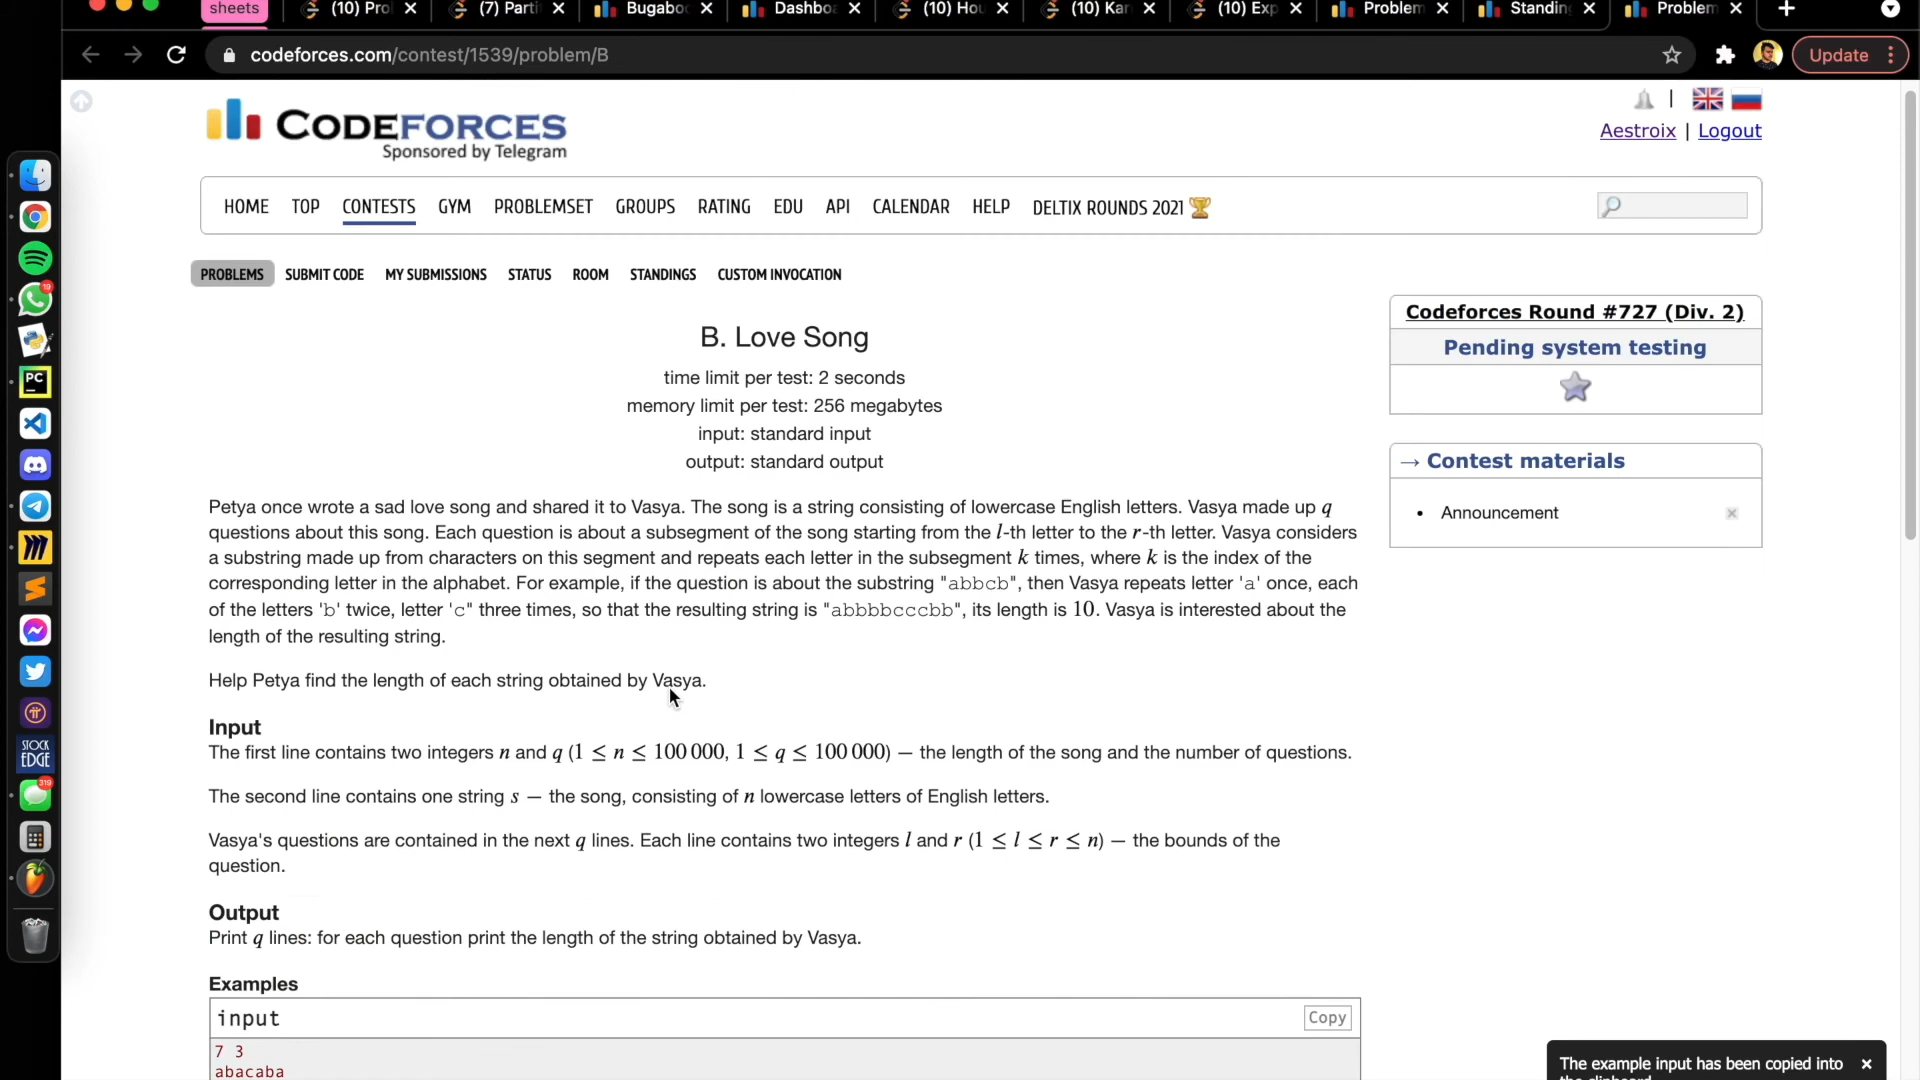 sheets
(10) Pro
(7) Parti
Bugabo
Dashbo
(10) Ho
(10) Kar
(10) Exp
Problem
Standin
Problem
codeforces.com/contest/1539/problem/B
Update
CODEFORCES
Sponsored by Telegram
Aestroix | Logout
HOME TOP CONTESTS GYM PROBLEMSET GROUPS RATING EDU API CALENDAR HELP DELTIX ROUNDS 2021
PROBLEMS SUBMIT CODE MY SUBMISSIONS STATUS ROOM STANDINGS CUSTOM INVOCATION
B. Love Song
time limit per test: 2 seconds
memory limit per test: 256 megabytes
input: standard input
output: standard output
Petya once wrote a sad love song and shared it to Vasya. The song is a string consisting of lowercase English letters. Vasya made up q
questions about this song. Each question is about a subsegment of the song starting from the l-th letter to the r-th letter. Vasya considers
a substring made up from characters on this segment and repeats each letter in the subsegment k times, where k is the index of the
corresponding letter in the alphabet. For example, if the question is about the substring "abbcb", then Vasya repeats letter 'a' once, each
of the letters 'b' twice, letter 'c" three times, so that the resulting string is "abbbbcccbb", its length is 10. Vasya is interested about the
length of the resulting string.
Help Petya find the length of each string obtained by Vasya.
Input
The first line contains two integers n and q (1 ≤ n ≤ 100 000, 1 ≤ q ≤ 100 000) — the length of the song and the number of questions.
The second line contains one string s — the song, consisting of n lowercase letters of English letters.
Vasya's questions are contained in the next q lines. Each line contains two integers l and r (1 ≤ l ≤ r ≤ n) — the bounds of the
question.
Output
Print q lines: for each question print the length of the string obtained by Vasya.
Examples
input
Copy
7 3
abacaba
Codeforces Round #727 (Div. 2)
Pending system testing
→ Contest materials
• Announcement
The example input has been copied into
PC
STOCK
EDGE
19
319